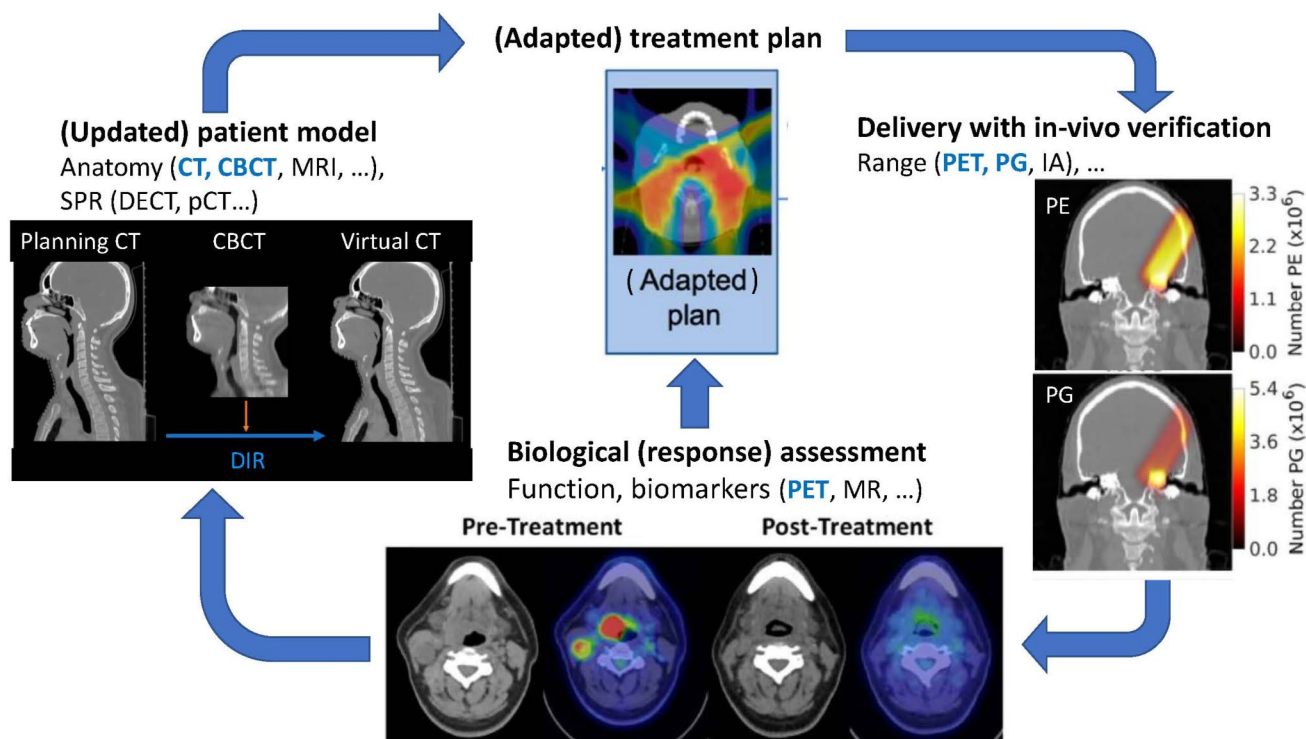 (Adapted) treatment plan
(Updated) patient model
Anatomy (CT, CBCT, MRI, ...),
SPR (DECT, pCT...)
Planning CT
CBCT
Virtual CT
DIR
(Adapted)
plan
Delivery with in-vivo verification
Range (PET, PG, IA), ...
PE
3.3
2.2
1.1
0.0
Number PE (x10⁶)
PG
5.4
3.6
1.8
0.0
Number PG (x10⁶)
Biological (response) assessment
Function, biomarkers (PET, MR, ...)
Pre-Treatment
Post-Treatment